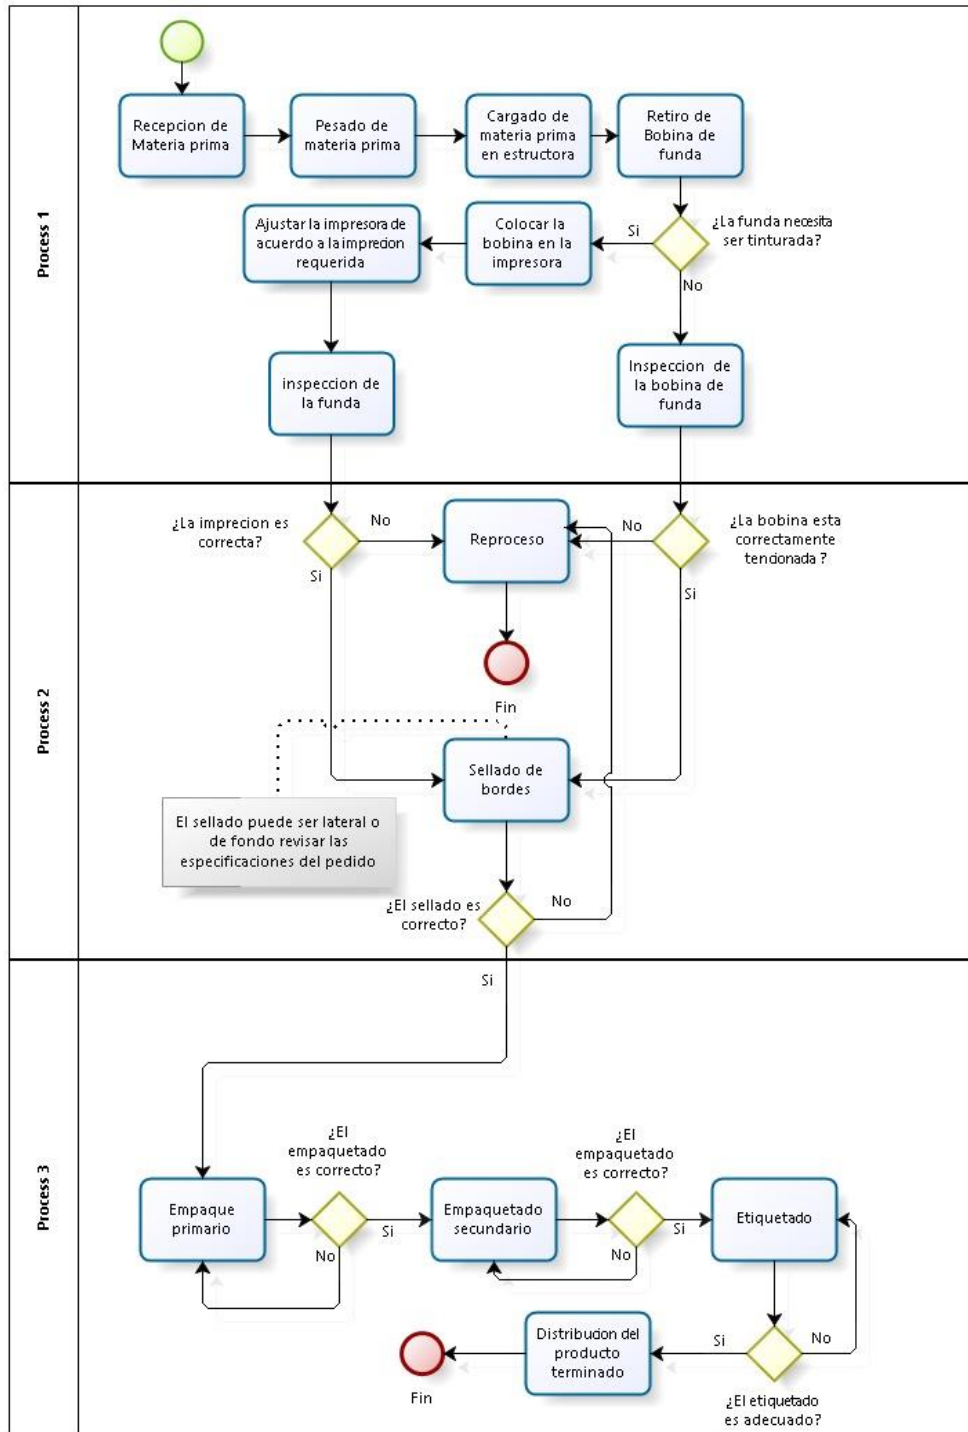 Process 1
Recepcion de
Materia prima
Pesado de
materia prima
Cargado de
materia prima
en estructora
Retiro de
Bobina de
funda
Ajustar la impresora de
acuerdo a la imprecion
requerida
Colocar la
bobina en la
impresora
Si
¿La funda necesita
ser tinturada?
No
inspeccion de
la funda
Inspeccion de
la bobina de
funda
Process 2
¿La imprecion es
correcta?
No
Si
Reproceso
No
¿La bobina esta
correctamente
tencionada ?
Si
Fin
Sellado de
bordes
El sellado puede ser lateral o
de fondo revisar las
especificaciones del pedido
¿El sellado es
correcto?
No
Si
Process 3
¿El
empaquetado
es correcto?
¿El
empaquetado
es correcto?
Empaque
primario
No
Si
Empaquetado
secundario
No
Si
Etiquetado
Distribucion del
producto
terminado
Si
No
Fin
¿El etiquetado
es adecuado?